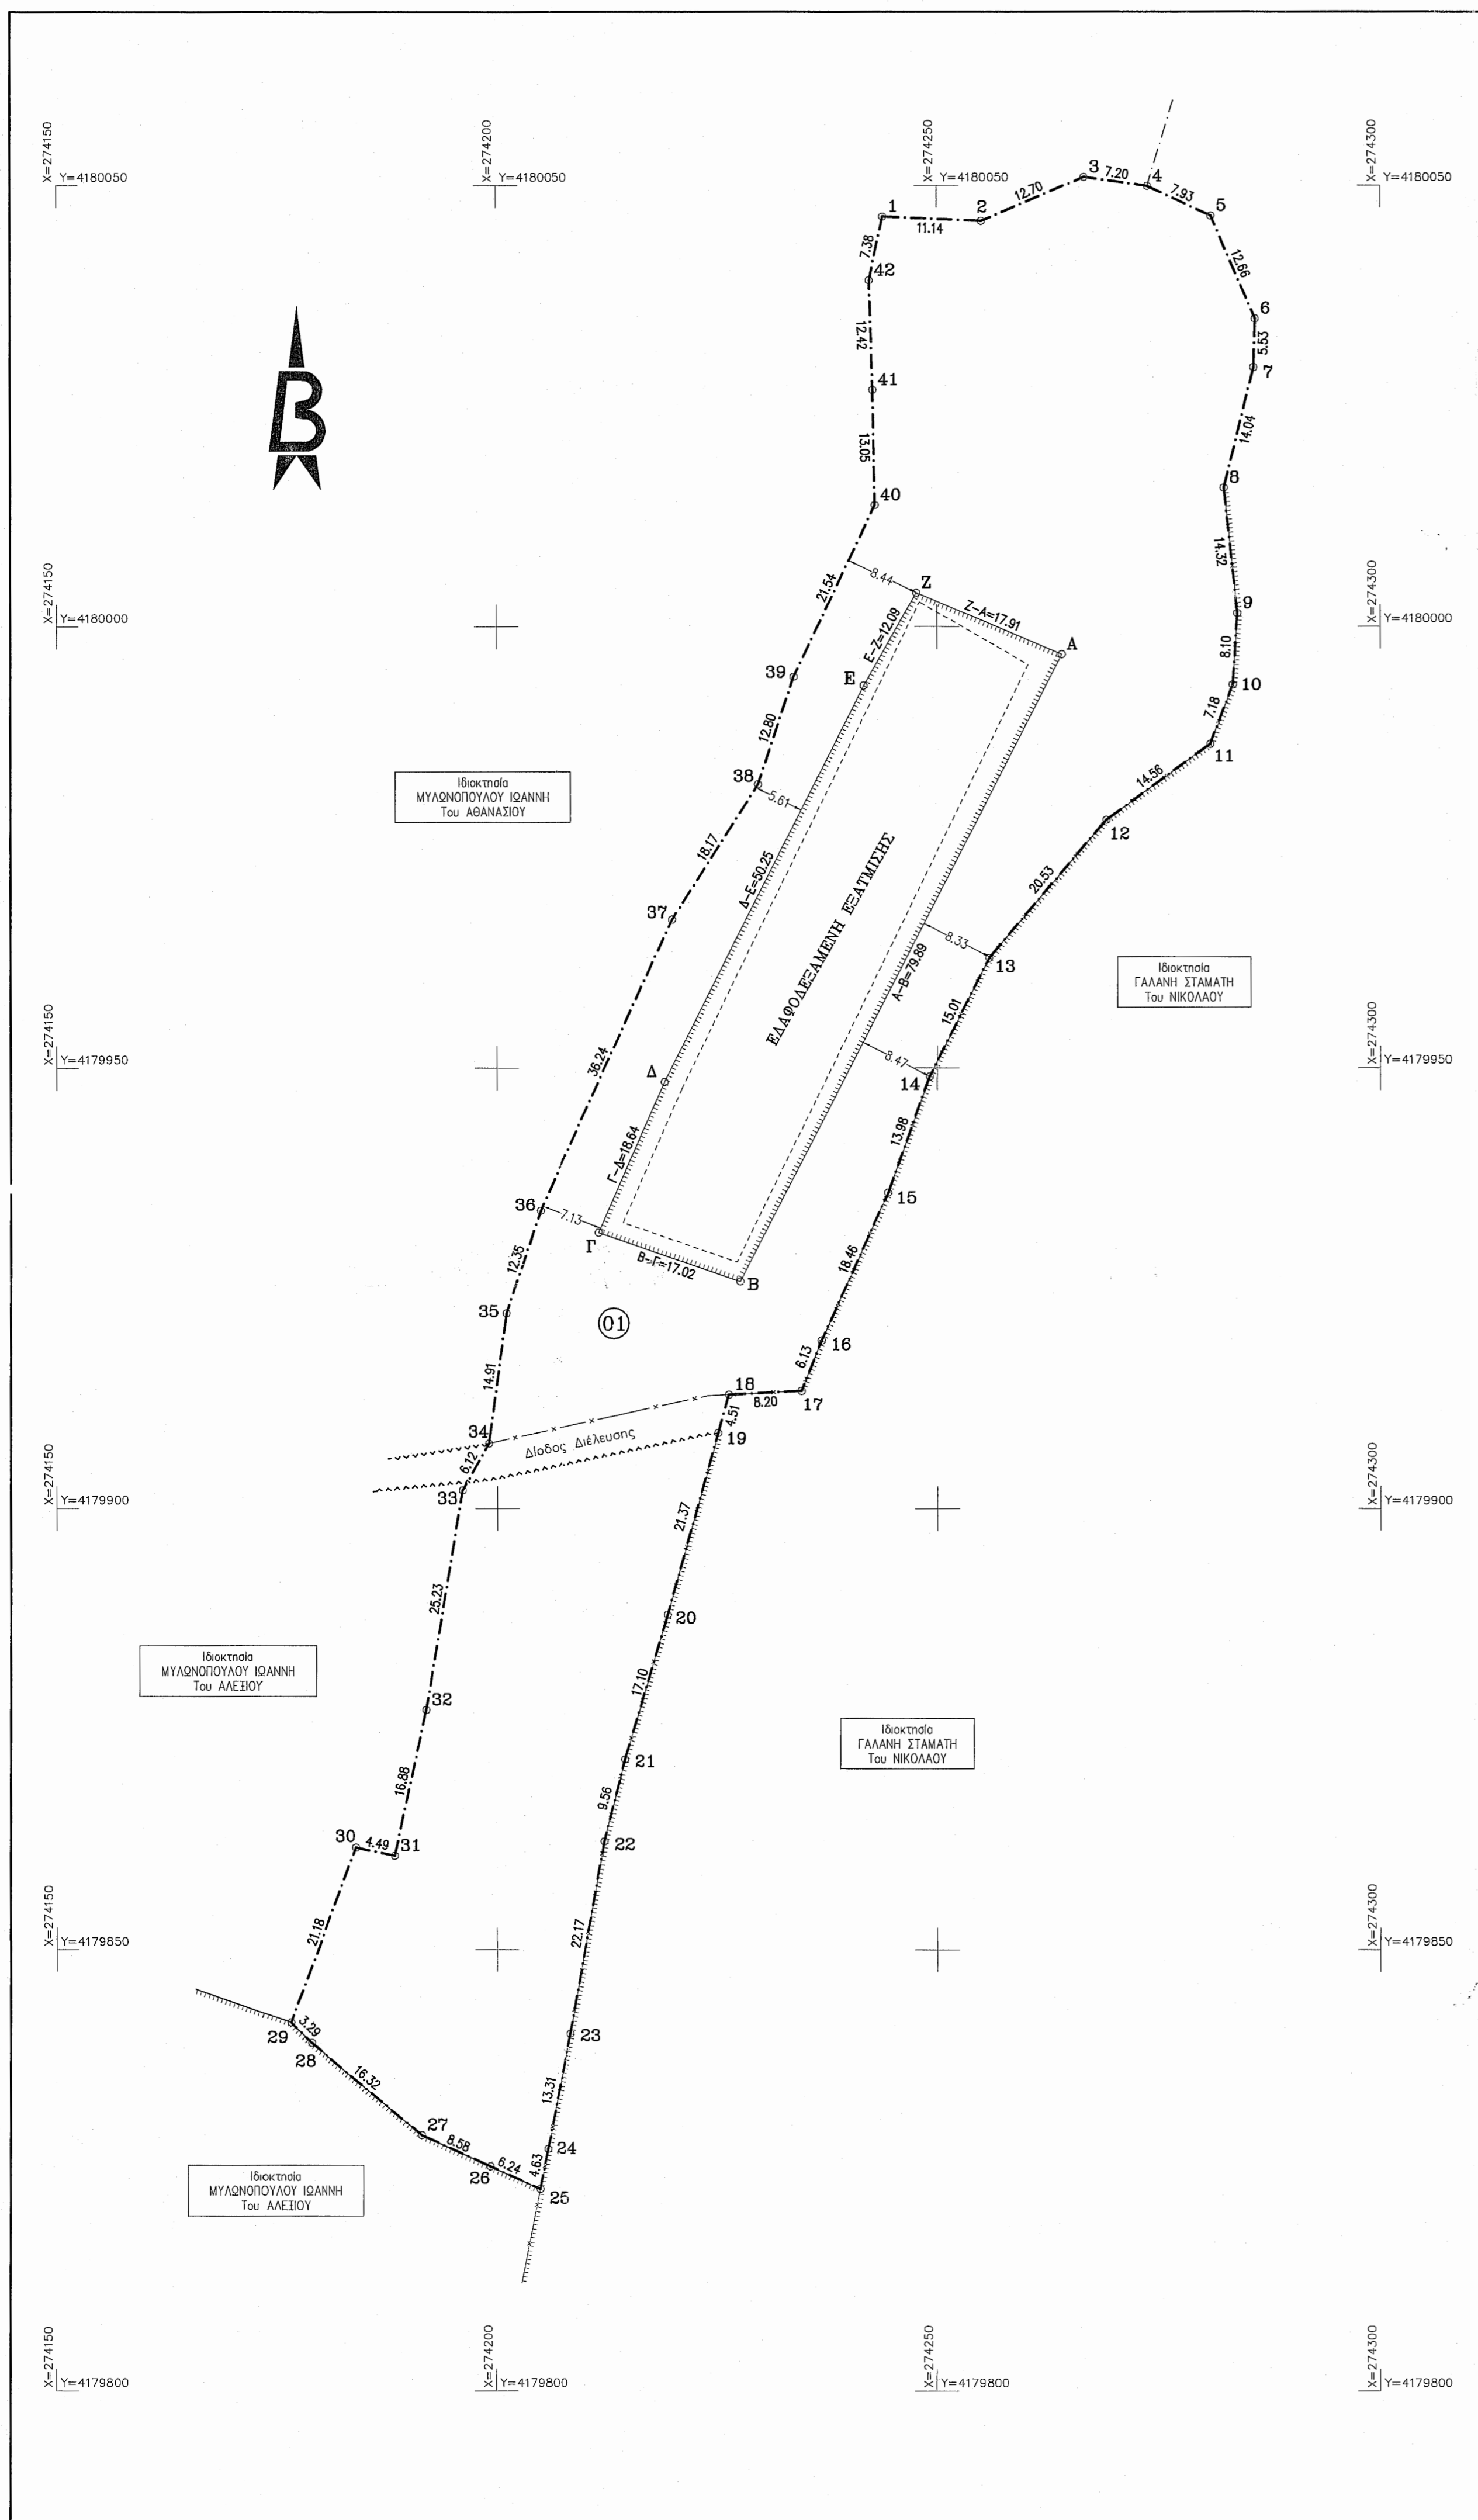 X=274150
Y=4180050
X=274200
Y=4180050
X=274250
Y=4180050
X=274300
Y=4180050
3
7.20
4
12.70
7.93
5
1
2
11.14
7.38
42
12.66
6
5.53
7
12.42
41
14.04
Β
13.05
8
40
14.32
X=274150
Y=4180000
X=274300
Y=4180000
21.54
8.44
Ζ
Ζ-Α=17.91
9
Ε-Ζ=12.09
Α
8.10
39
Ε
10
12.80
7.18
11
38
5.61
14.56
Ιδιοκτησία
ΜΥΛΩΝΟΠΟΥΛΟΥ ΙΩΑΝΝΗ
Του ΑΘΑΝΑΣΙΟΥ
12
18.17
Δ-Ε=50.25
ΕΔΑΦΟΔΕΞΑΜΕΝΗ ΕΞΑΤΜΙΣΗΣ
20.53
37
8.33
13
Α-Β=79.89
Ιδιοκτησία
ΓΑΛΑΝΗ ΣΤΑΜΑΤΗ
Του ΝΙΚΟΛΑΟΥ
X=274150
Y=4179950
X=274300
Y=4179950
36.24
15.01
8.47
Δ
14
Γ-Δ=18.64
13.98
15
36
7.13
Γ
18.46
Β-Γ=17.02
Β
12.35
35
01
16
14.91
6.13
18
8.20
17
34
4.51
19
Δίοδος Διέλευσης
6.12
33
X=274150
Y=4179900
X=274300
Y=4179900
21.37
25.23
20
Ιδιοκτησία
ΜΥΛΩΝΟΠΟΥΛΟΥ ΙΩΑΝΝΗ
Του ΑΛΕΞΙΟΥ
17.10
32
Ιδιοκτησία
ΓΑΛΑΝΗ ΣΤΑΜΑΤΗ
Του ΝΙΚΟΛΑΟΥ
21
16.88
9.56
30
4.49
31
22
X=274150
Y=4179850
X=274300
Y=4179850
21.18
22.17
29
3.29
28
23
16.32
13.31
27
8.58
24
26
6.24
4.63
25
Ιδιοκτησία
ΜΥΛΩΝΟΠΟΥΛΟΥ ΙΩΑΝΝΗ
Του ΑΛΕΞΙΟΥ
X=274150
Y=4179800
X=274200
Y=4179800
X=274250
Y=4179800
X=274300
Y=4179800